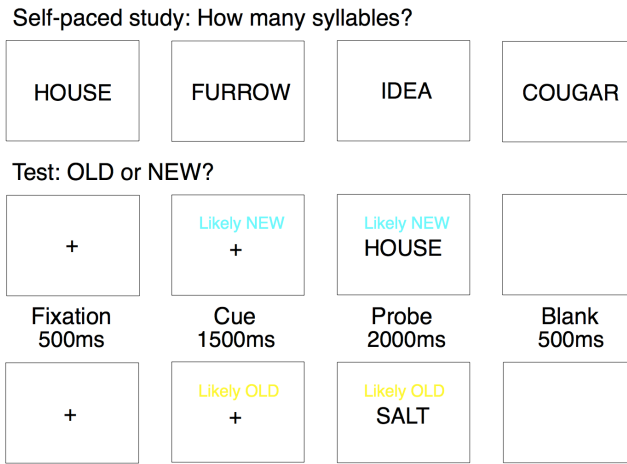 Self-paced study: How many syllables?
HOUSE FURROW IDEA COUGAR
Test: OLD or NEW?
Likely NEW Likely NEW
+ + HOUSE
Fixation Cue Probe Blank
500ms 1500ms 2000ms 500ms
Likely OLD Likely OLD
+ + SALT